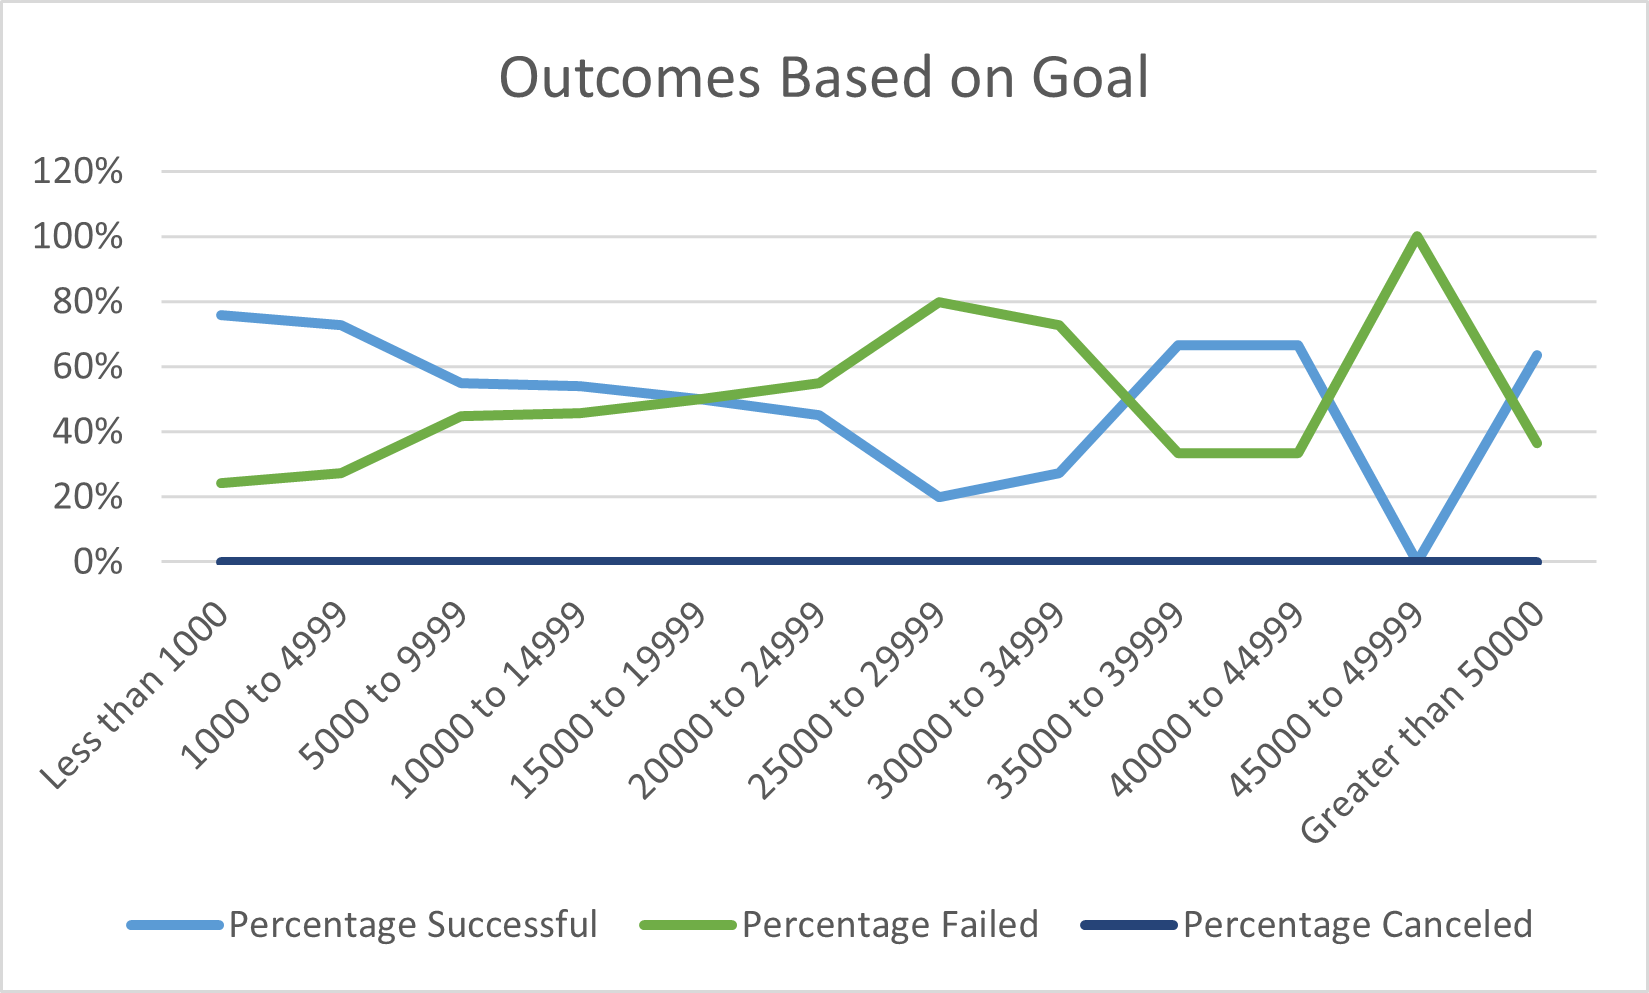 Outcomes Based on Goal
120%
100%
80%
60%
40%
20%
0%
Less than 1000
1000 to 4999
5000 to 9999
10000 to 14999
15000 to 19999
20000 to 24999
25000 to 29999
30000 to 34999
35000 to 39999
40000 to 44999
45000 to 49999
Greater than 50000
Percentage Successful
Percentage Failed
Percentage Canceled